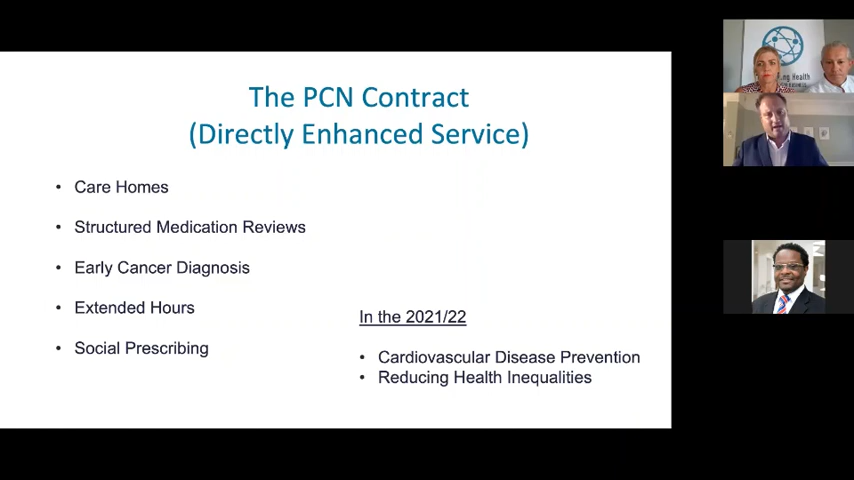 The PCN Contract
(Directly Enhanced Service)
• Care Homes
• Structured Medication Reviews
• Early Cancer Diagnosis
• Extended Hours
• Social Prescribing
In the 2021/22
• Cardiovascular Disease Prevention
• Reducing Health Inequalities
Health